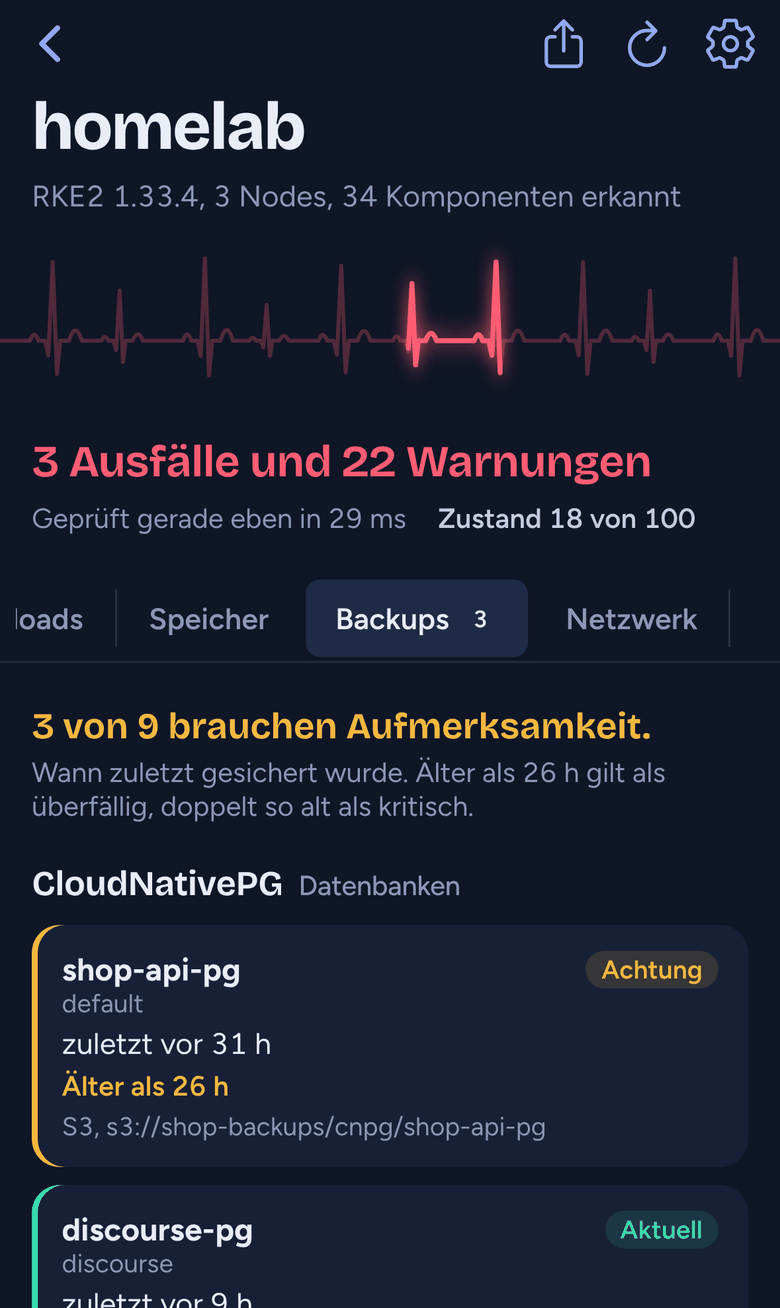 homelab
RKE2 1.33.4, 3 Nodes, 34 Komponenten erkannt
3 Ausfälle und 22 Warnungen
Geprüft gerade eben in 29 ms Zustand 18 von 100
loads Speicher Backups 3 Netzwerk
3 von 9 brauchen Aufmerksamkeit.
Wann zuletzt gesichert wurde. Älter als 26 h gilt als
überfällig, doppelt so alt als kritisch.
CloudNativePG Datenbanken
shop-api-pg Achtung
default
zuletzt vor 31 h
Älter als 26 h
S3, s3://shop-backups/cnpg/shop-api-pg
discourse-pg Aktuell
discourse
zuletzt vor 9 h